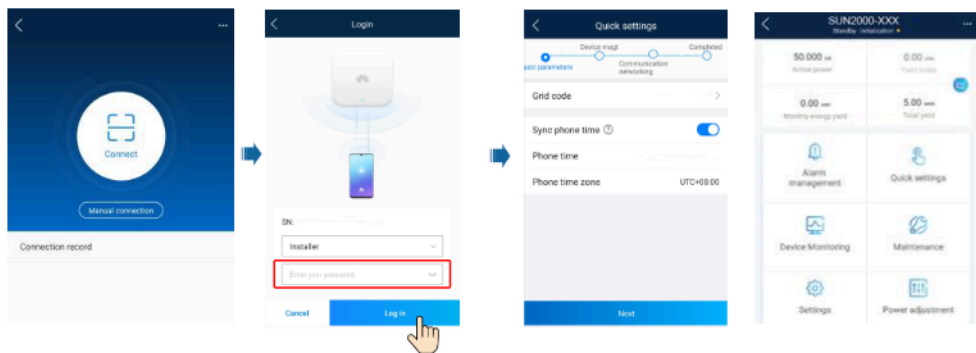 Connect
Manual connection
Connection record
Login
SN:
Installer
Enter your password.
Cancel
Log in
Quick settings
Device magt
Completed
asic parameters
Communication
networking
Grid code
Sync phone time
Phone time
Phone time zone
UTC+08:00
Next
SUN2000-XXX
Standby : initialization
50.000
0.00
Active power
Yield today
0.00
5.00
Monthly energy yield
Total yield
Alarm
management
Quick settings
Device Monitoring
Maintenance
Settings
Power adjustment